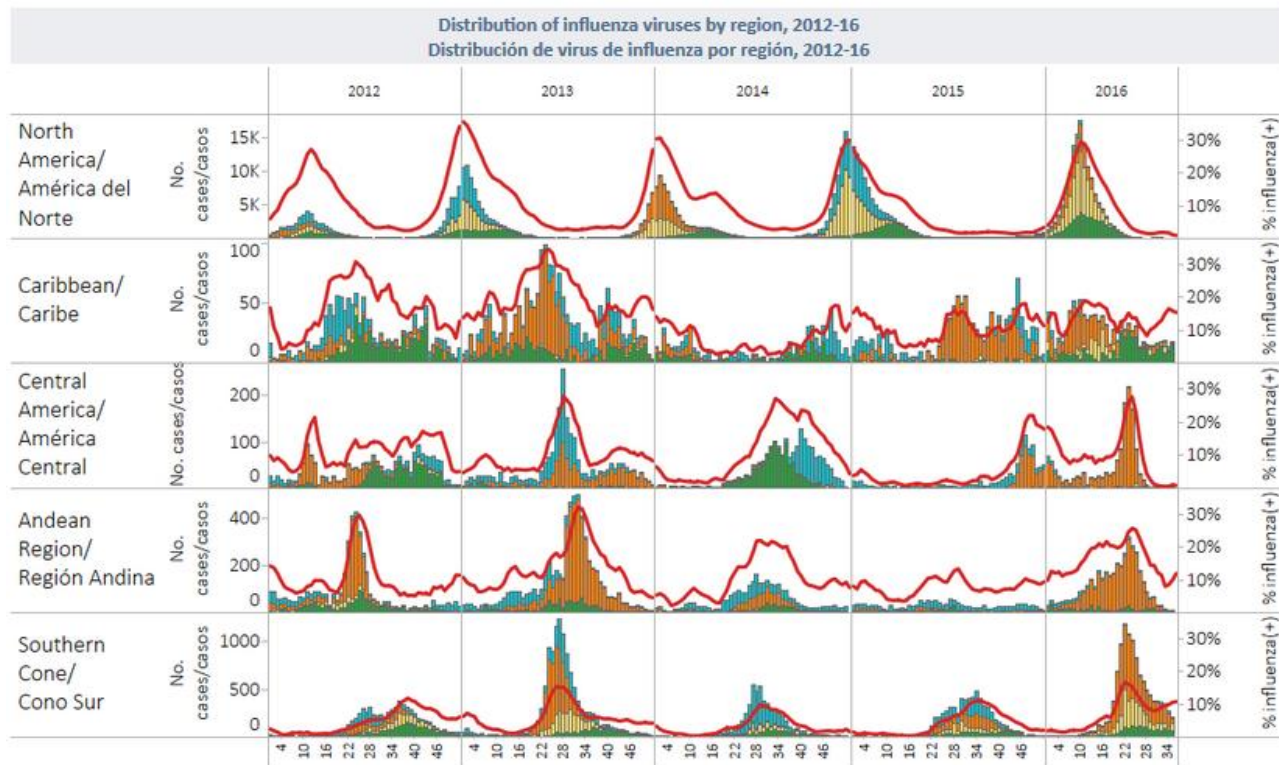 Distribution of influenza viruses by region, 2012-16
Distribución de virus de influenza por región, 2012-16
2012 2013 2014 2015 2016
North
America/
América del
Norte
No.
cases/casos
15K
10K
5K
30%
20%
10%
% influenza(+)
Caribbean/
Caribe
No.
cases/casos
100
50
0
30%
20%
10%
% influenza(+)
Central
America/
América
Central
No. cases/casos
200
100
0
30%
20%
10%
% influenza(+)
Andean
Region/
Región Andina
No.
cases/casos
400
200
0
30%
20%
10%
% influenza(+)
Southern
Cone/
Cono Sur
No.
cases/casos
1000
500
0
30%
20%
10%
% influenza(+)
4 10 16 22 28 34 40 46 4 10 16 22 28 34 40 46 4 10 16 22 28 34 40 46 4 10 16 22 28 34 40 46 4 10 16 22 28 34